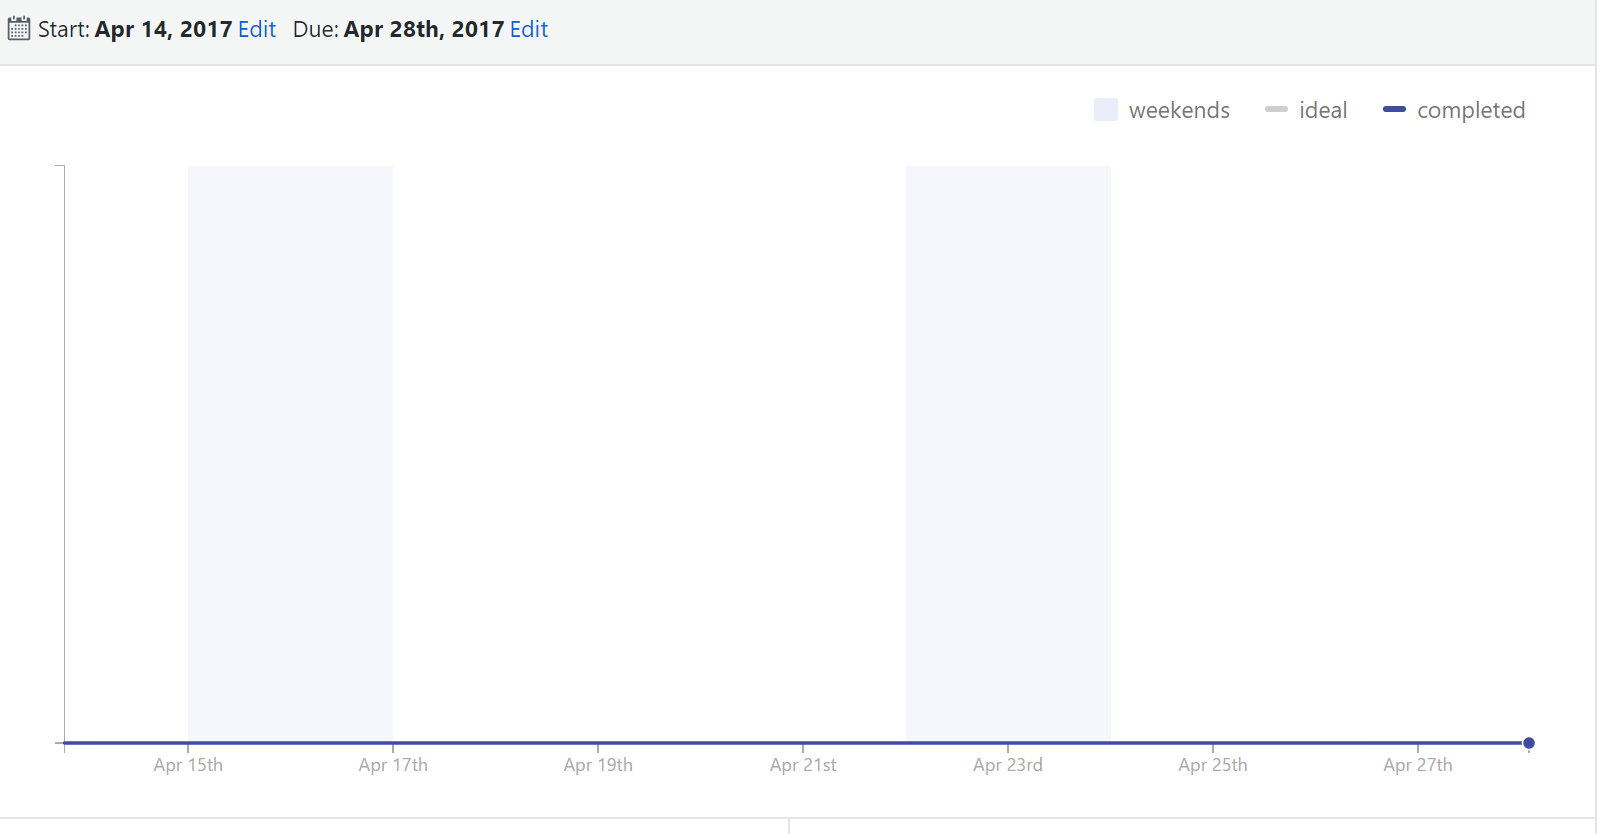 Start: Apr 14, 2017 Edit Due: Apr 28th, 2017 Edit
weekends ideal completed
Apr 15th Apr 17th Apr 19th Apr 21st Apr 23rd Apr 25th Apr 27th